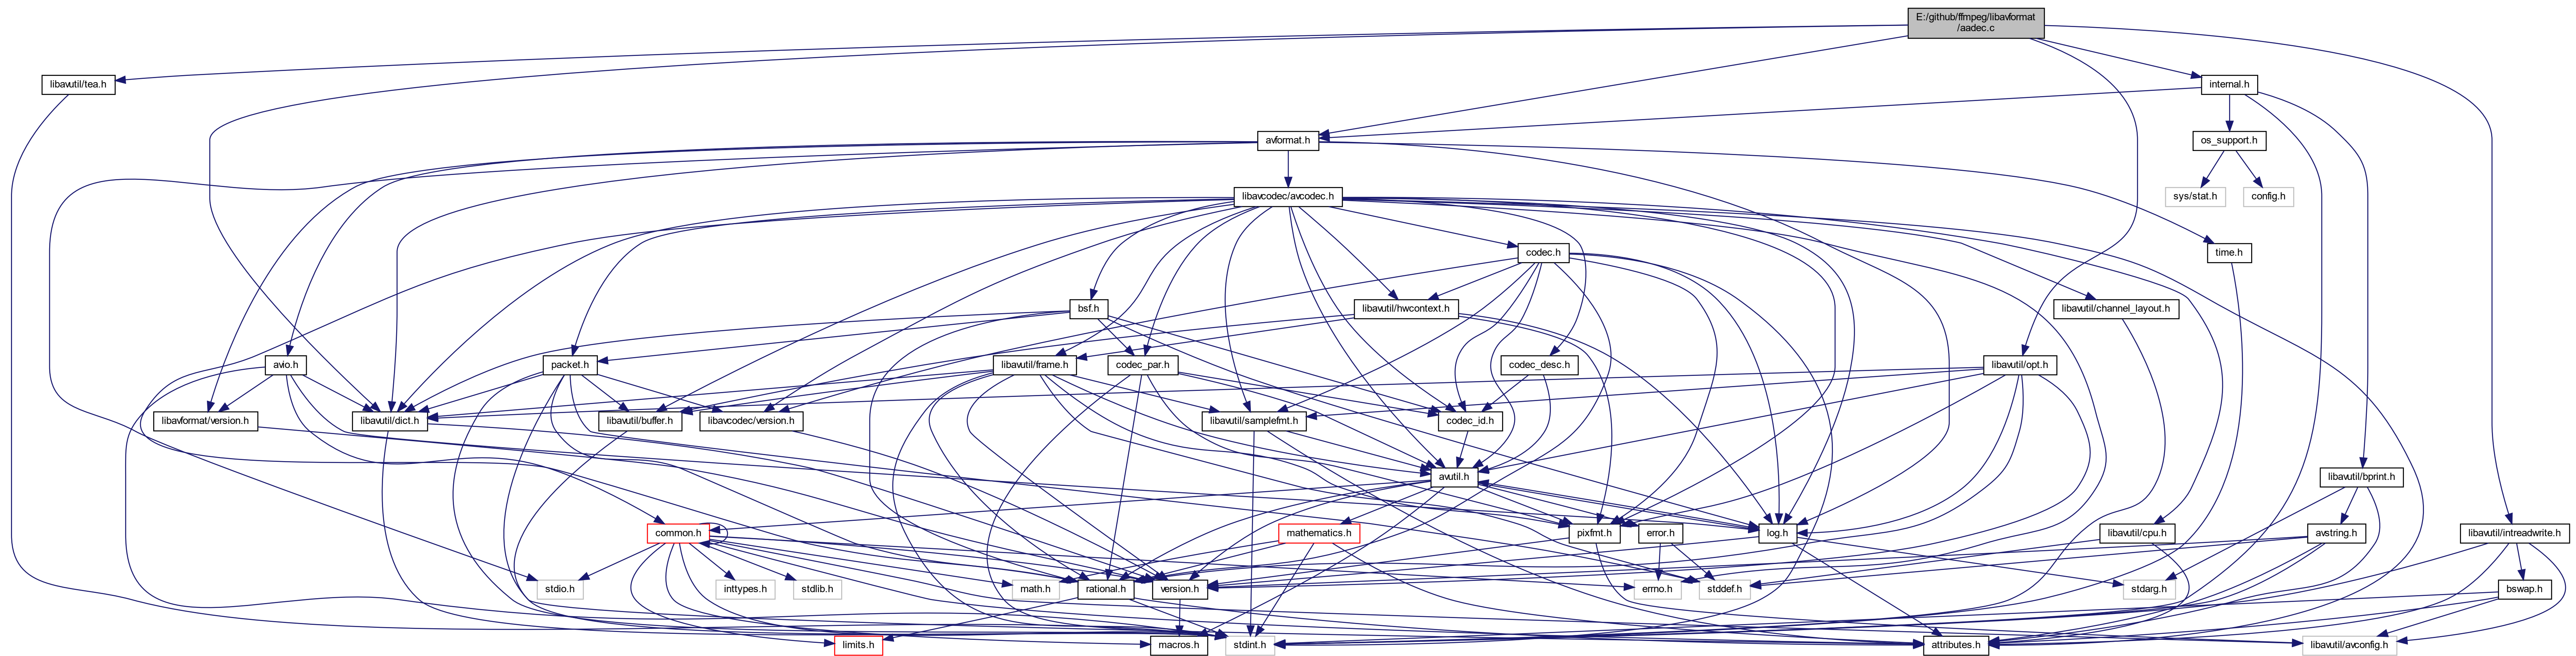 E:/github/ffmpeg/libavformat
/aadec.c
libavutil/tea.h
internal.h
avformat.h
os_support.h
libavcodec/avcodec.h
sys/stat.h
config.h
codec.h
time.h
bsf.h
libavutil/hwcontext.h
libavutil/channel_layout.h
avio.h
packet.h
libavutil/frame.h
codec_par.h
codec_desc.h
libavutil/opt.h
libavformat/version.h
libavutil/dict.h
libavutil/buffer.h
libavcodec/version.h
libavutil/samplefmt.h
codec_id.h
avutil.h
libavutil/bprint.h
common.h
mathematics.h
pixfmt.h
error.h
log.h
libavutil/cpu.h
avstring.h
libavutil/intreadwrite.h
stdio.h
inttypes.h
stdlib.h
math.h
rational.h
version.h
errno.h
stddef.h
stdarg.h
bswap.h
limits.h
macros.h
stdint.h
attributes.h
libavutil/avconfig.h